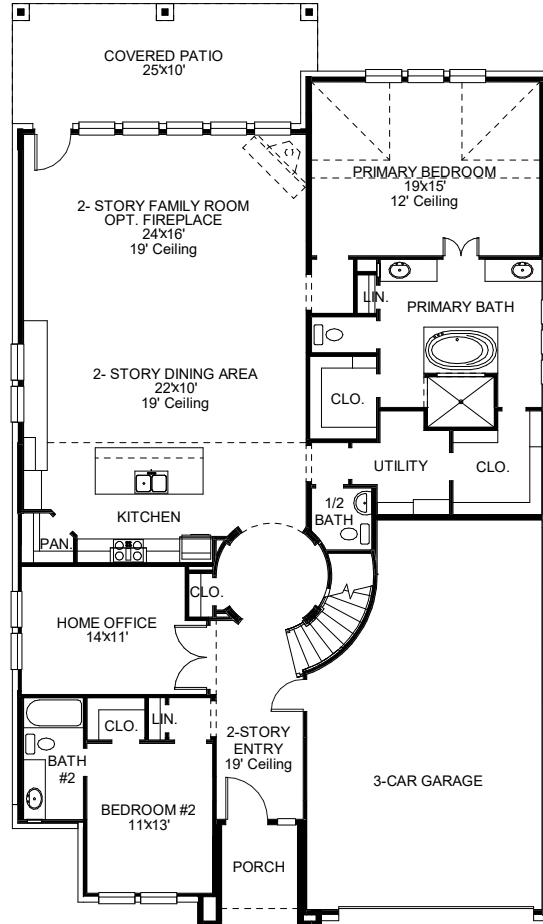 COVERED PATIO
25'x10'
PRIMARY BEDROOM
19'x15'
12' Ceiling
2- STORY FAMILY ROOM
OPT. FIREPLACE
24'x16'
19' Ceiling
LIN.
PRIMARY BATH
2- STORY DINING AREA
22'x10'
19' Ceiling
CLO.
UTILITY
CLO.
1/2
BATH
KITCHEN
PAN.
CLO.
HOME OFFICE
14'x11'
CLO.
LIN.
2-STORY
ENTRY
19' Ceiling
BATH
#2
3-CAR GARAGE
BEDROOM #2
11'x13'
PORCH